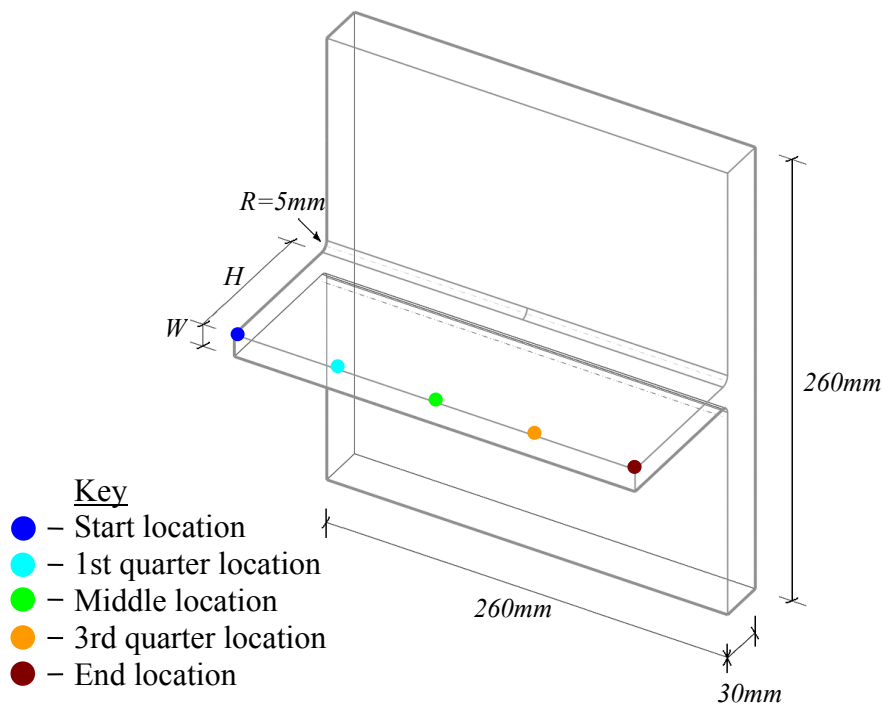 R=5mm
H
W
260mm
260mm
30mm
Key
– Start location
– 1st quarter location
– Middle location
– 3rd quarter location
– End location